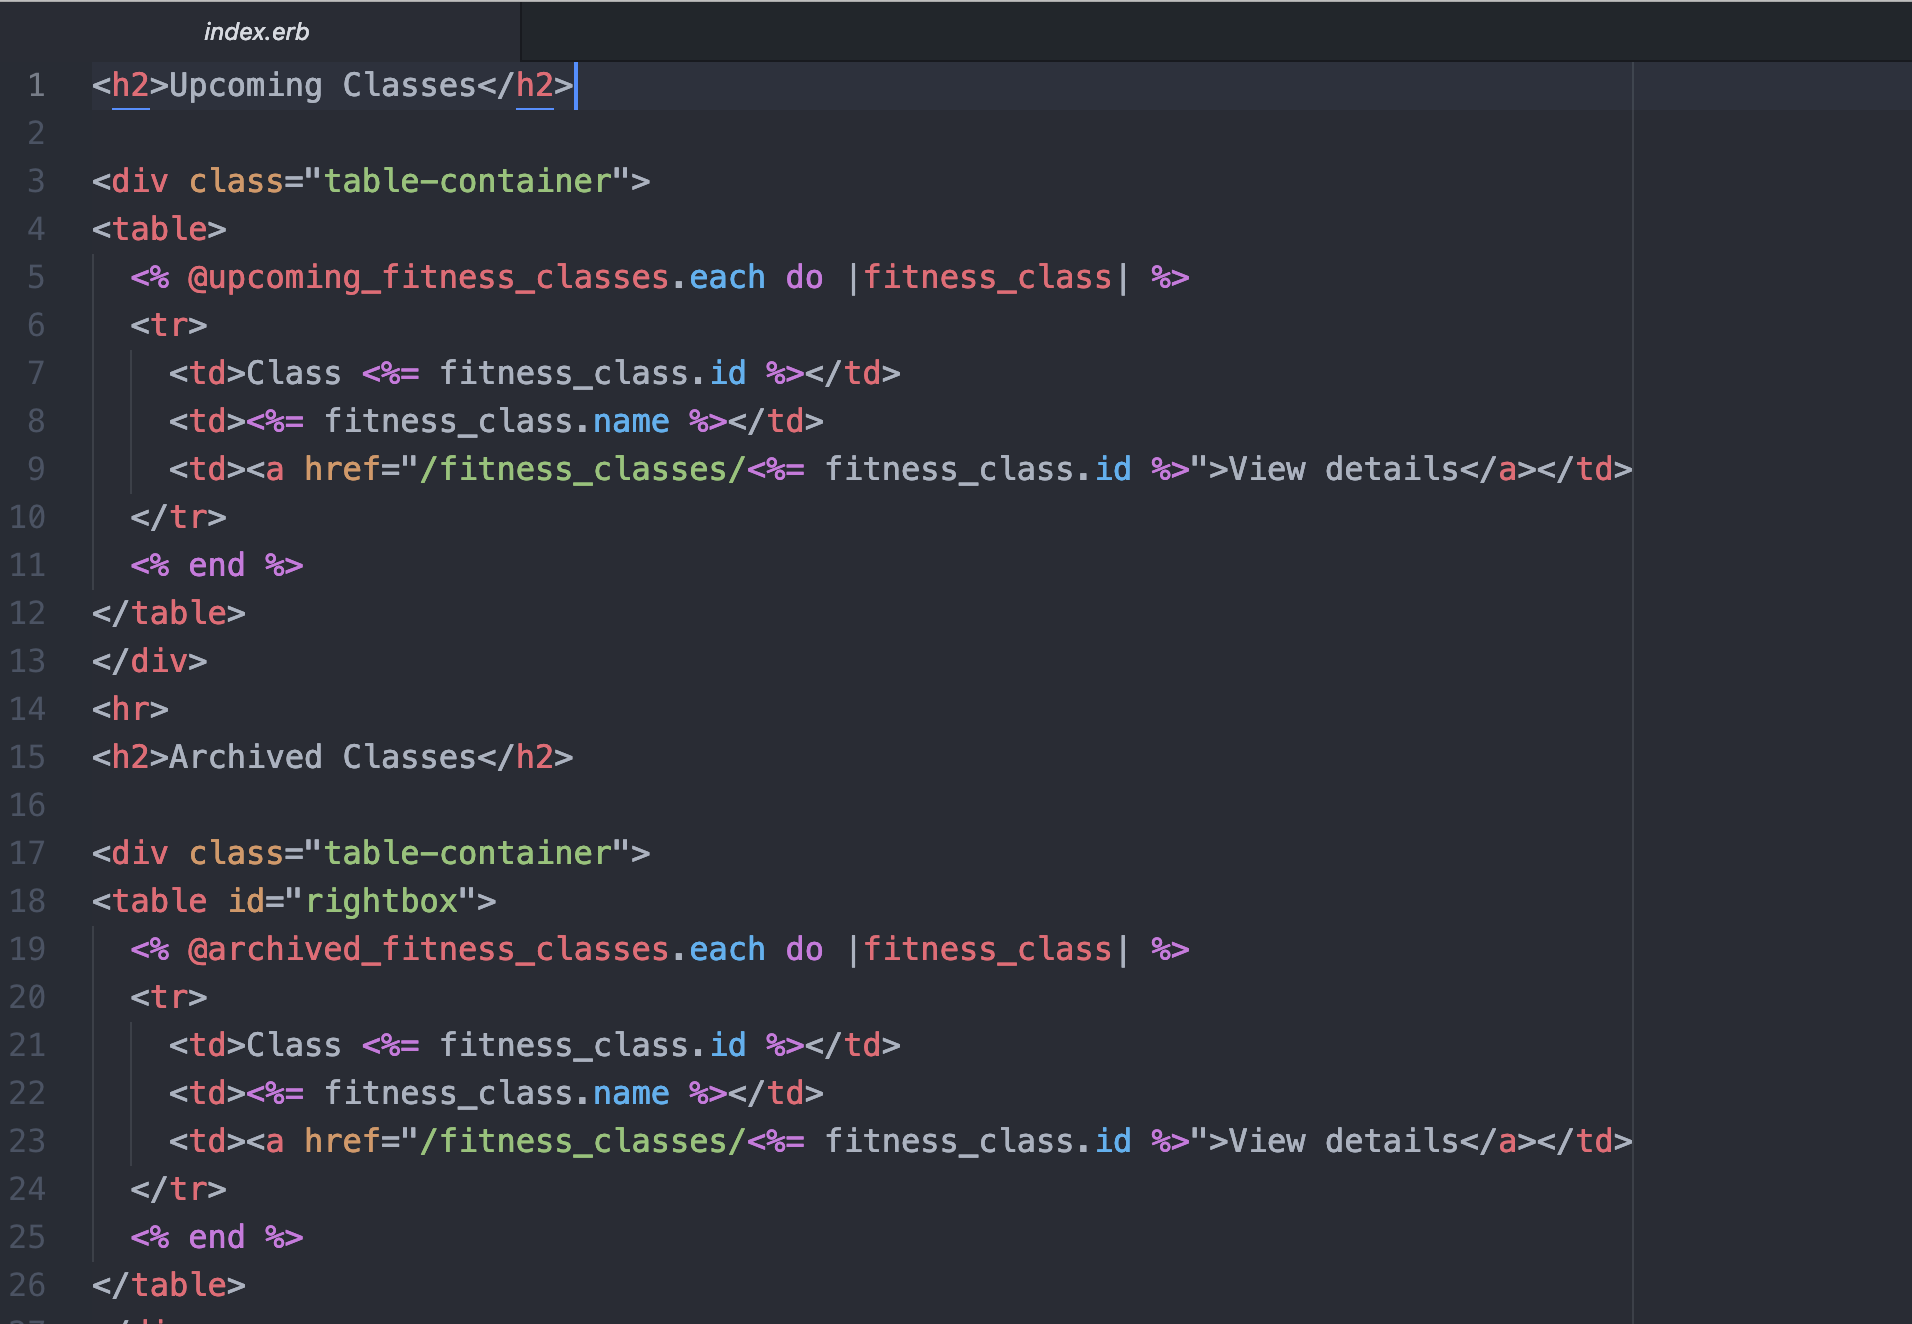 index.erb
1 <h2>Upcoming Classes</h2>
2
3 <div class="table-container">
4 <table>
5   <% @upcoming_fitness_classes.each do |fitness_class| %>
6   <tr>
7     <td>Class <%= fitness_class.id %></td>
8     <td><%= fitness_class.name %></td>
9     <td><a href="/fitness_classes/<%= fitness_class.id %>">View details</a></td>
10   </tr>
11   <% end %>
12 </table>
13 </div>
14 <hr>
15 <h2>Archived Classes</h2>
16
17 <div class="table-container">
18 <table id="rightbox">
19   <% @archived_fitness_classes.each do |fitness_class| %>
20   <tr>
21     <td>Class <%= fitness_class.id %></td>
22     <td><%= fitness_class.name %></td>
23     <td><a href="/fitness_classes/<%= fitness_class.id %>">View details</a></td>
24   </tr>
25   <% end %>
26 </table>